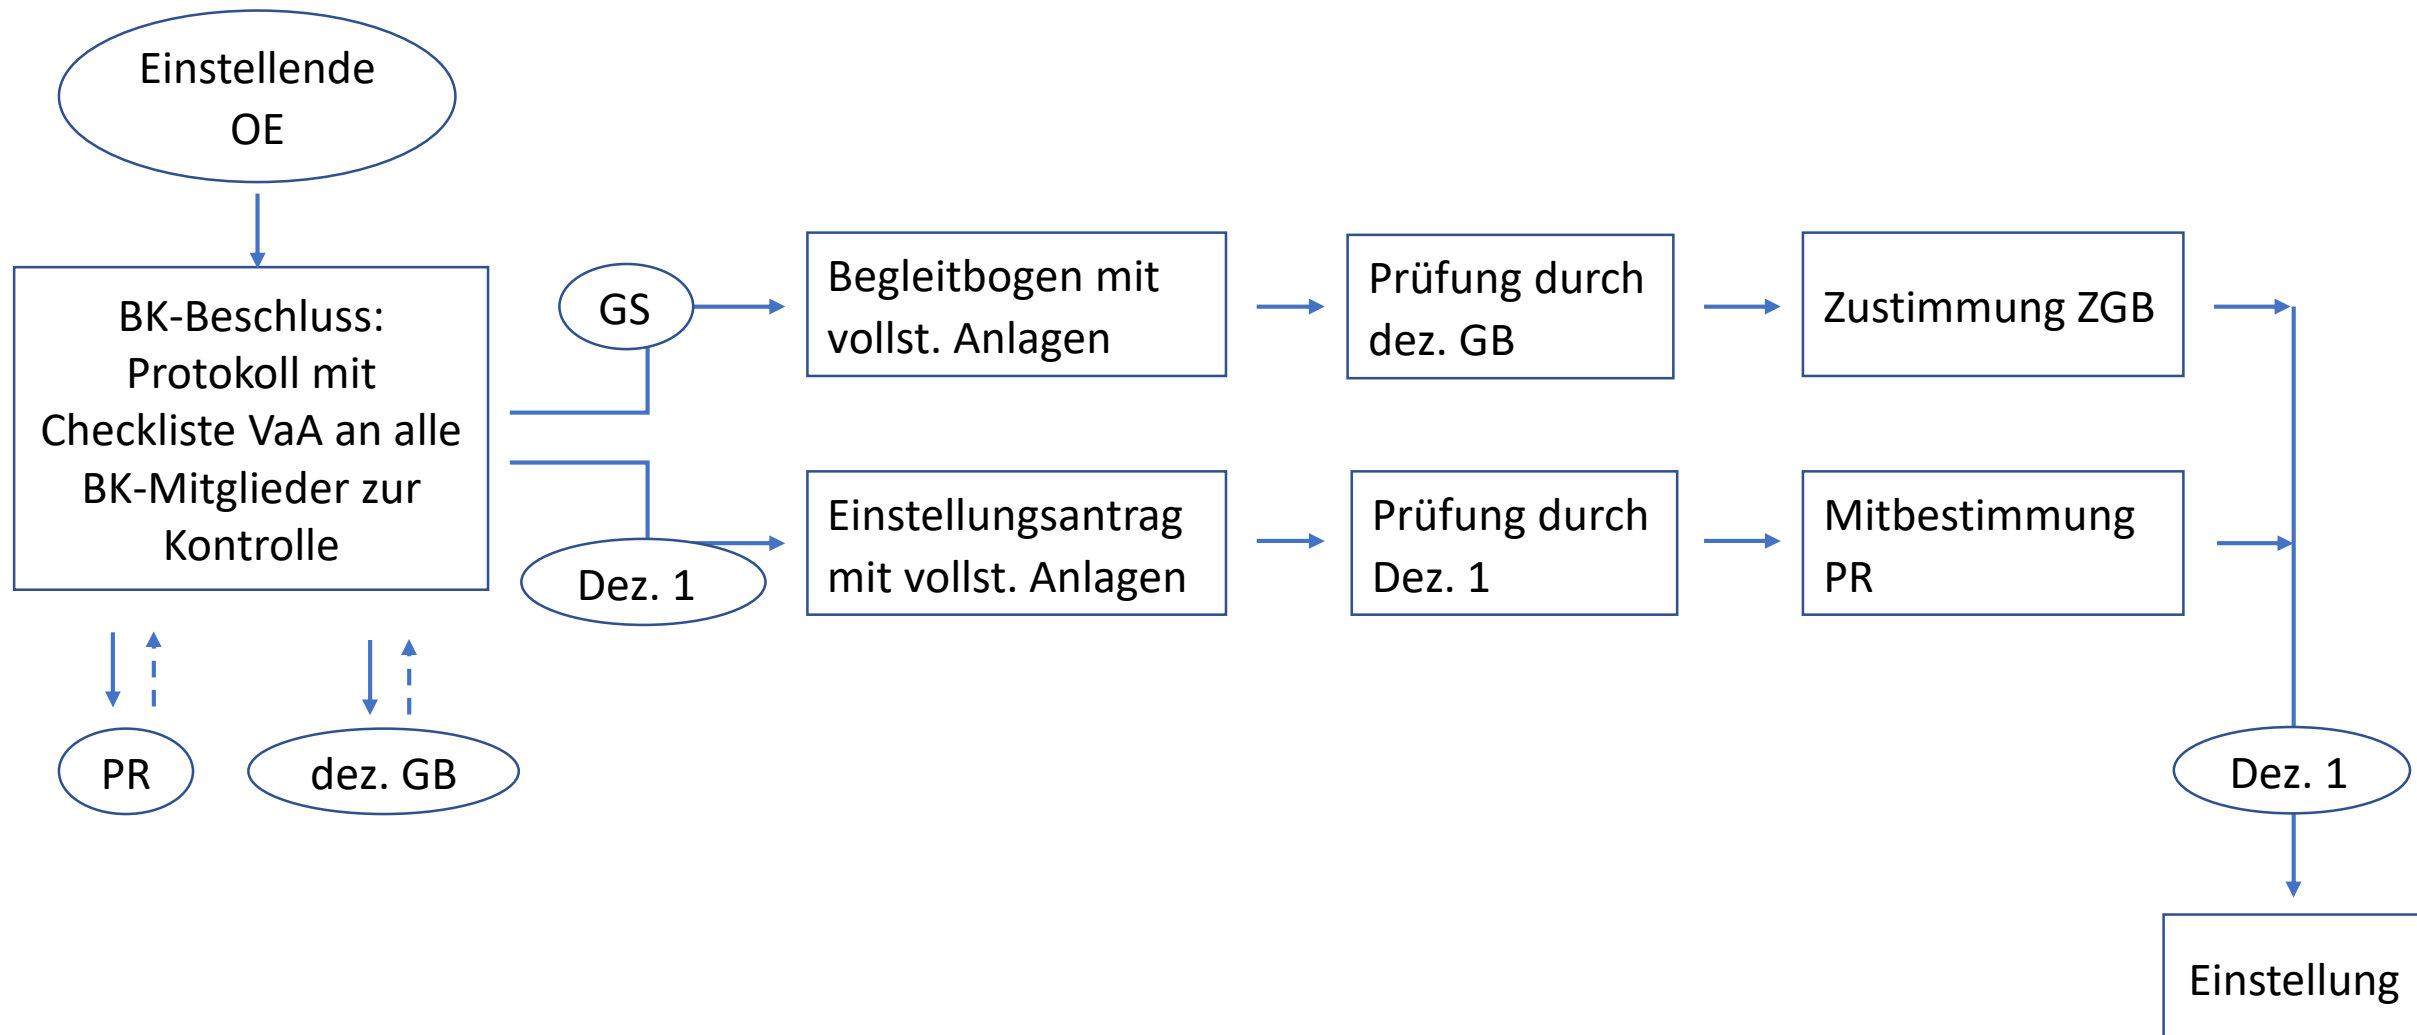 Einstellende
OE
BK-Beschluss:
Protokoll mit
Checkliste VaA an alle
BK-Mitglieder zur
Kontrolle
PR
dez. GB
GS
Begleitbogen mit
vollst. Anlagen
Prüfung durch
dez. GB
Zustimmung ZGB
Dez. 1
Einstellungsantrag
mit vollst. Anlagen
Prüfung durch
Dez. 1
Mitbestimmung
PR
Dez. 1
Einstellung